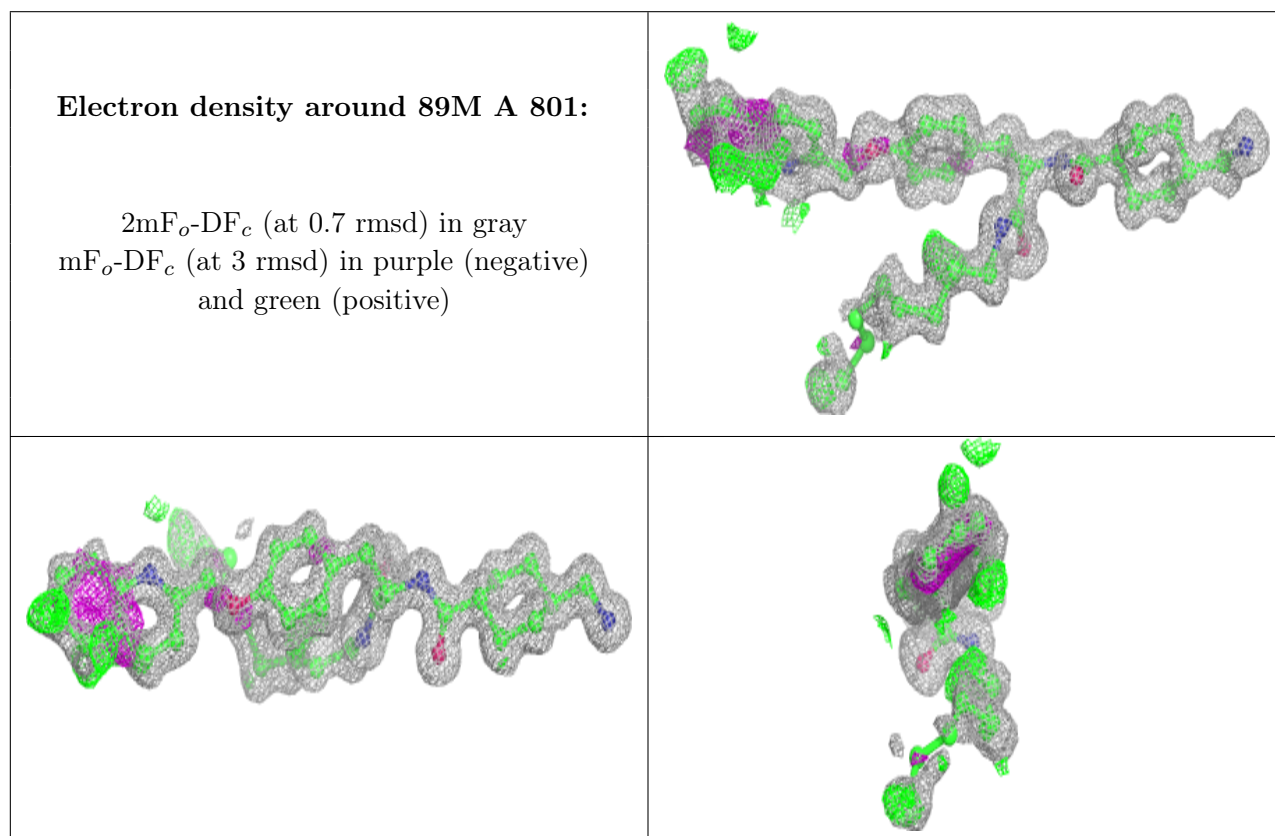 Electron density around 89M A 801:
2mFo-DFc (at 0.7 rmsd) in gray
mFo-DFc (at 3 rmsd) in purple (negative)
and green (positive)